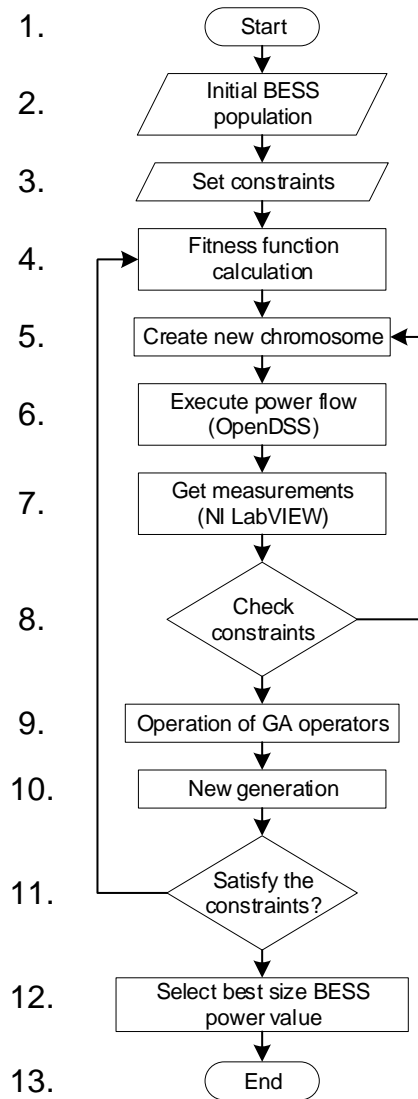 1.
Start
2.
Initial BESS
population
3.
Set constraints
4.
Fitness function
calculation
5.
Create new chromosome
6.
Execute power flow
(OpenDSS)
7.
Get measurements
(NI LabVIEW)
8.
Check
constraints
9.
Operation of GA operators
10.
New generation
11.
Satisfy the
constraints?
12.
Select best size BESS
power value
13.
End